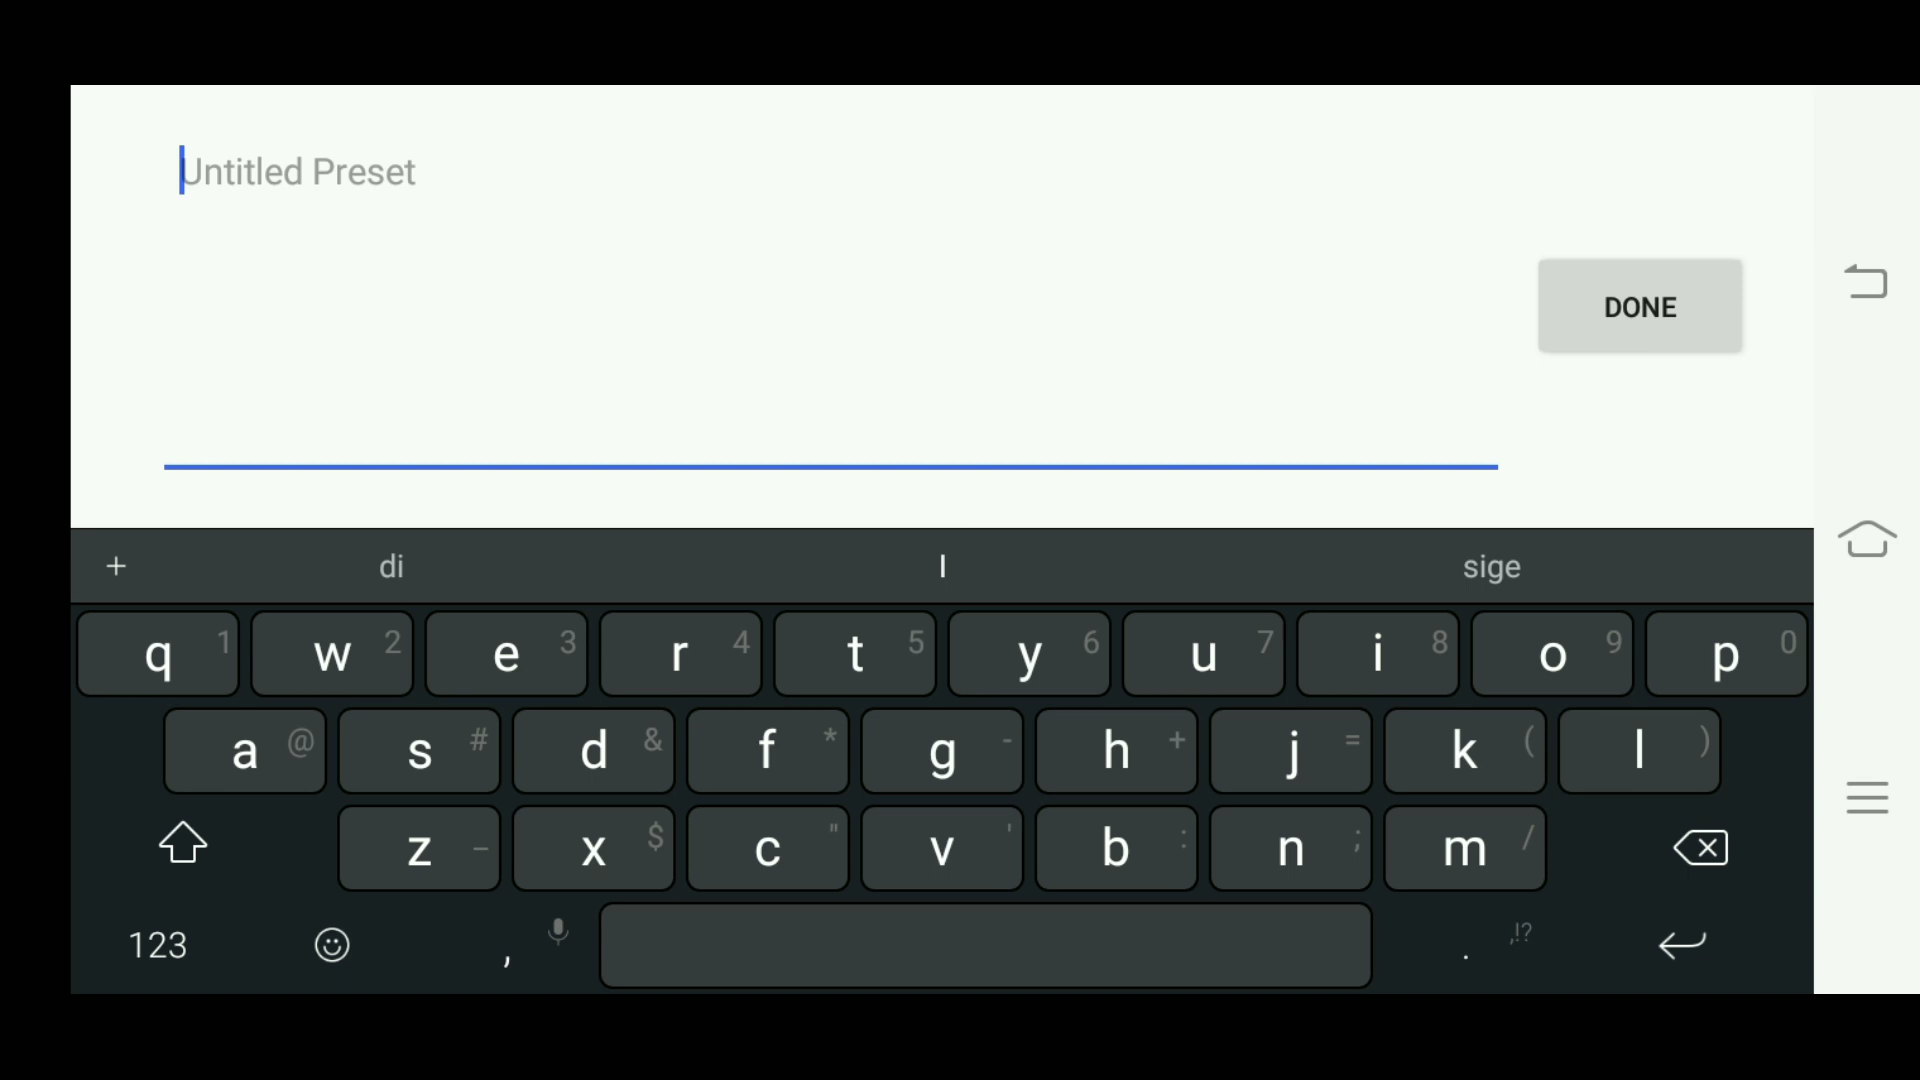 Untitled Preset
DONE
+ di I sige
q 1 w 2 e 3 r 4 t 5 y 6 u 7 i 8 o 9 p 0
a @ s # d & f * g - h + j = k ( l )
z _ x $ c " v ' b : n ; m /
123 , . ,!?